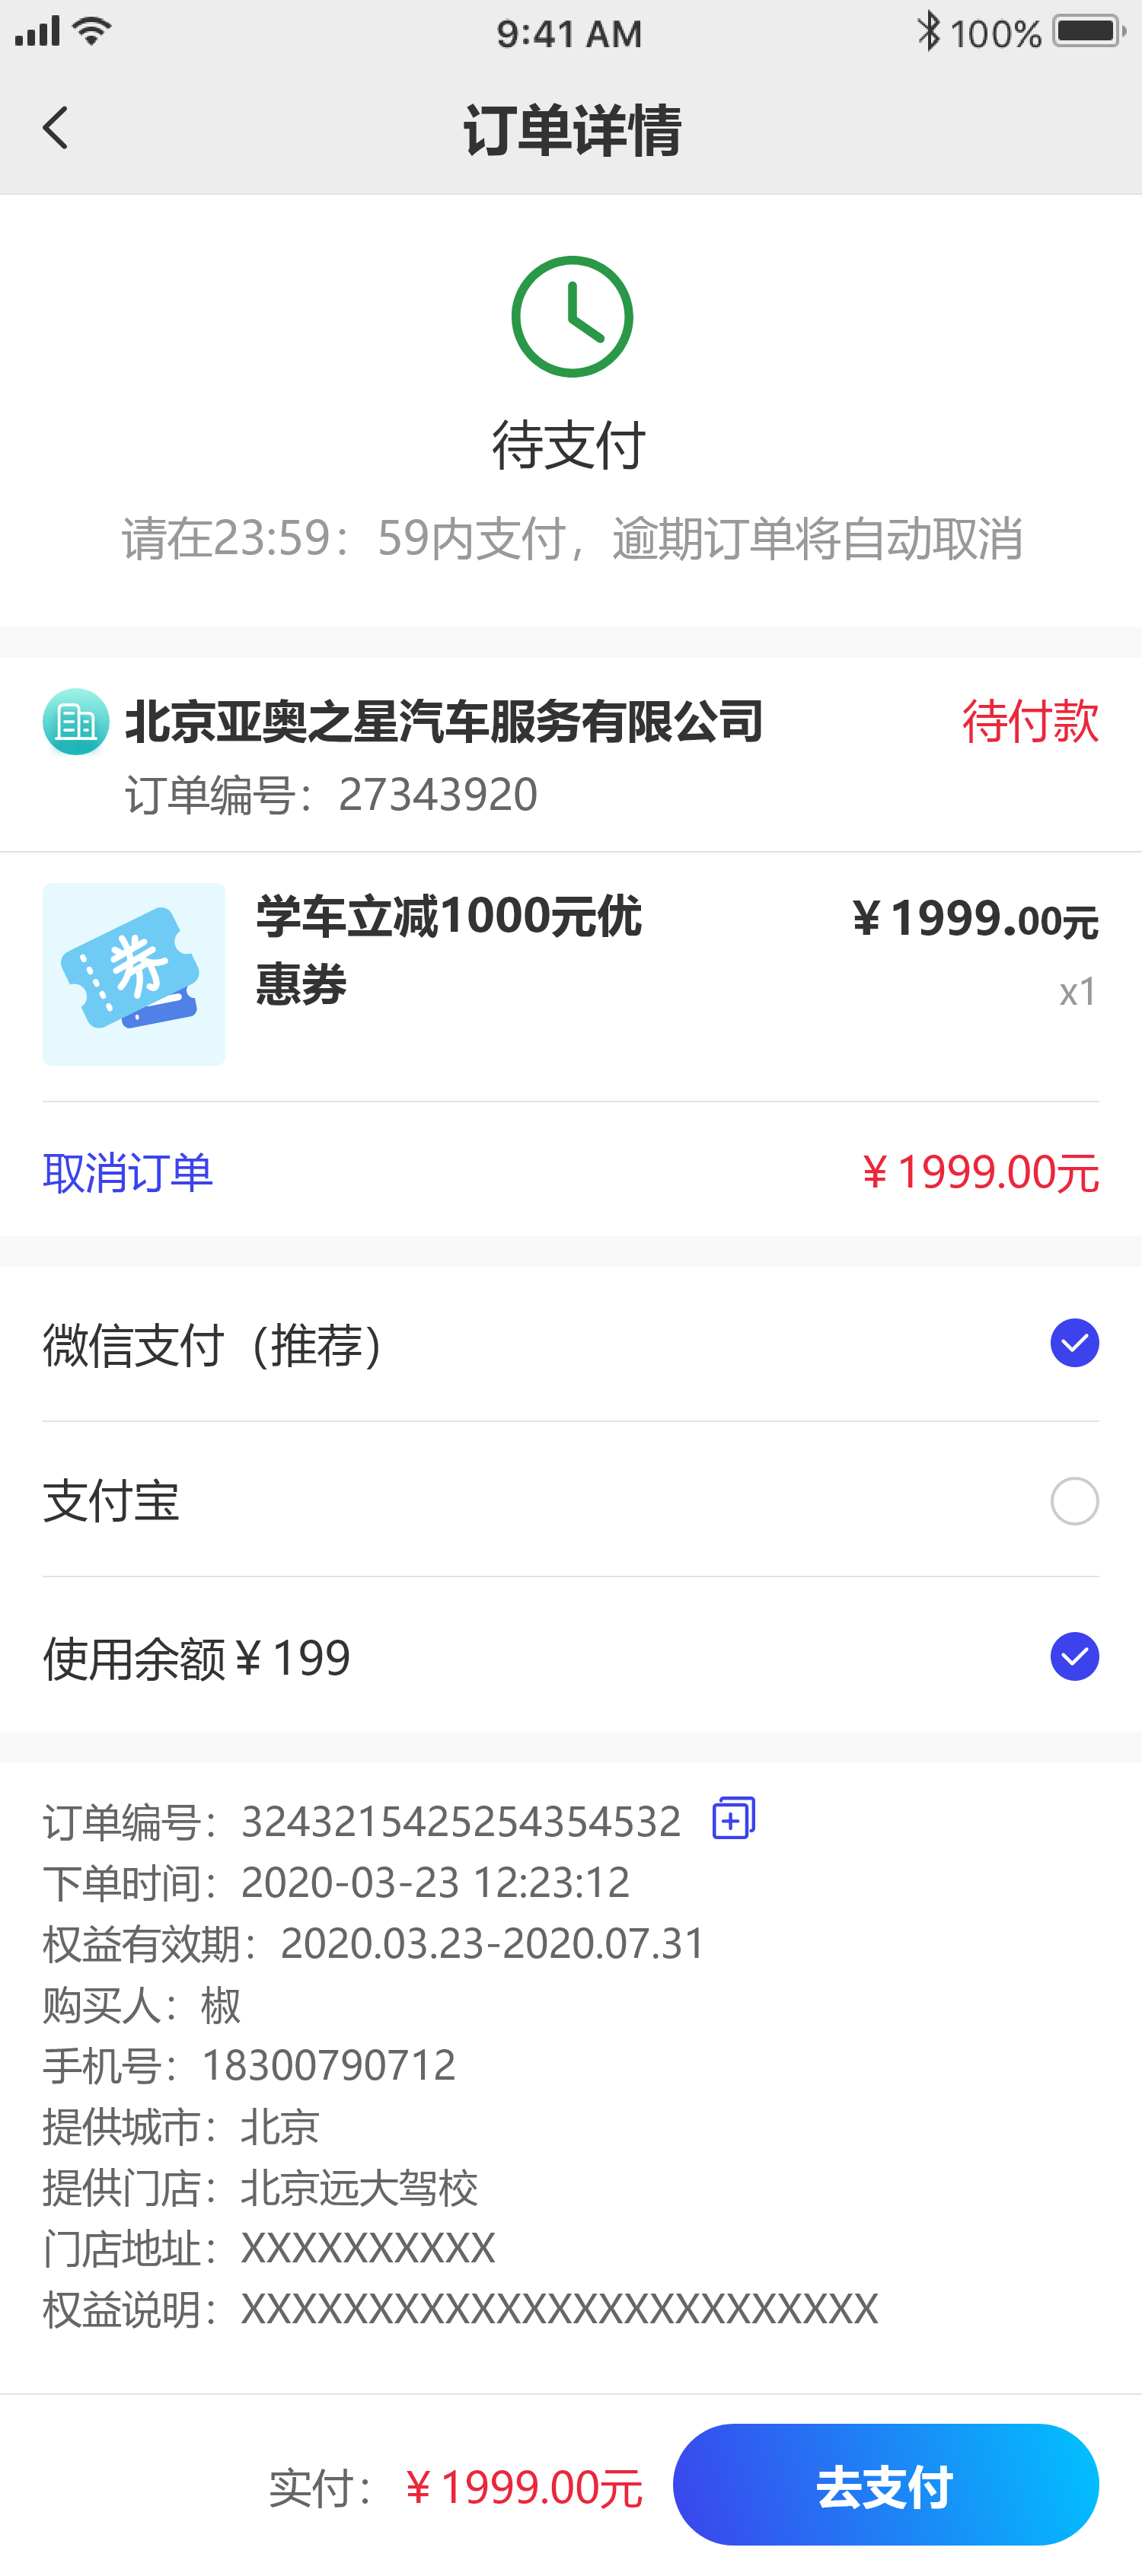 9:41 AM
100%
订单详情
待支付
请在23:59：59内支付，逾期订单将自动取消
北京亚奥之星汽车服务有限公司
待付款
订单编号：27343920
券
学车立减1000元优
惠券
¥1999.00元
x1
取消订单
¥1999.00元
微信支付（推荐）
支付宝
使用余额¥199
订单编号：3243215425254354532
下单时间：2020-03-23 12:23:12
权益有效期：2020.03.23-2020.07.31
购买人：椒
手机号：18300790712
提供城市：北京
提供门店：北京远大驾校
门店地址：XXXXXXXXXX
权益说明：XXXXXXXXXXXXXXXXXXXXXXXXX
实付：¥1999.00元
去支付